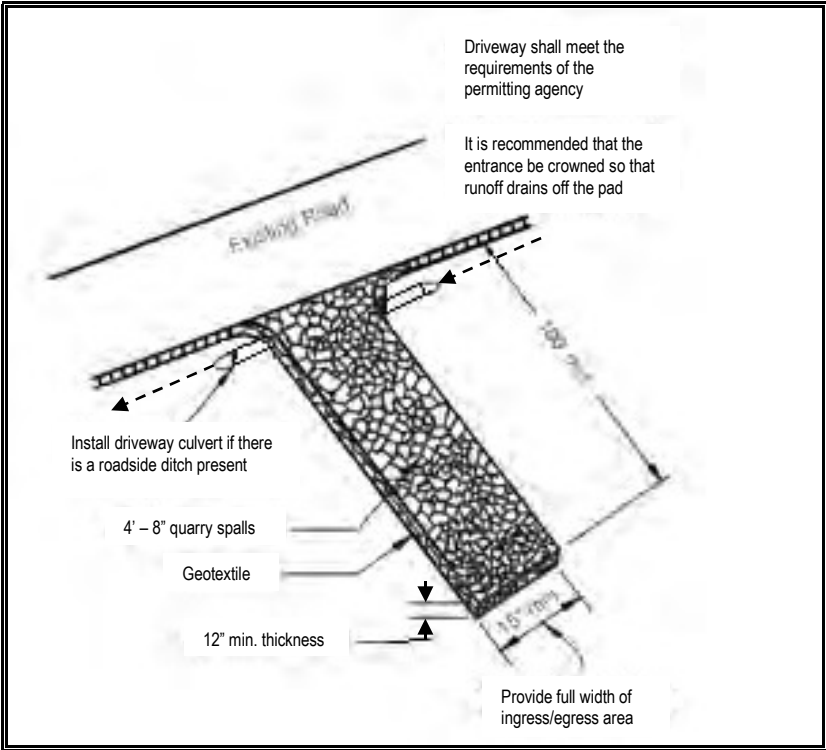 Driveway shall meet the
requirements of the
permitting agency
It is recommended that the
entrance be crowned so that
runoff drains off the pad
Existing Road
Install driveway culvert if there
is a roadside ditch present
4’ – 8” quarry spalls
Geotextile
12” min. thickness
Provide full width of
ingress/egress area